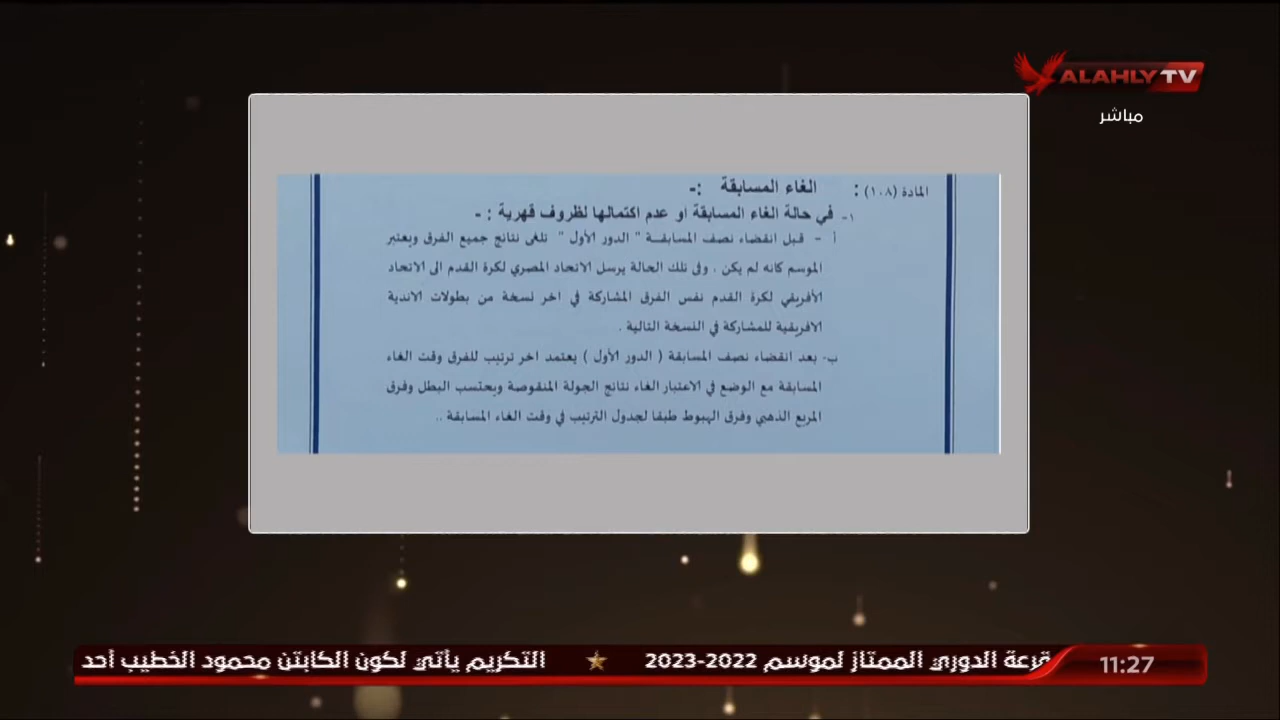 ALAHLY TV
مباشر
المادة (١٠٨) : الغاء المسابقة :-
١- في حالة الغاء المسابقة او عدم اكتمالها لظروف قهرية : -
أ - قبل انقضاء نصف المسابقة " الدور الأول " تلغى نتائج جميع الفرق ويعتبر
الموسم كانه لم يكن . وفى تلك الحالة يرسل الاتحاد المصري لكرة القدم الى الاتحاد
الأفريقي لكرة القدم نفس الفرق المشاركة في اخر نسخة من بطولات الاندية
الافريقية للمشاركة في النسخة التالية .
ب- بعد انقضاء نصف المسابقة ( الدور الأول ) يعتمد اخر ترتيب للفرق وقت الغاء
المسابقة مع الوضع في الاعتبار الغاء نتائج الجولة المنقوصة ويحتسب البطل وفرق
المربع الذهبي وفرق الهبوط طبقا لجدول الترتيب في وقت الغاء المسابقة ..
11:27 قرعة الدوري الممتاز لموسم 2022-2023 ★ التكريم يأتي لكون الكابتن محمود الخطيب أحد